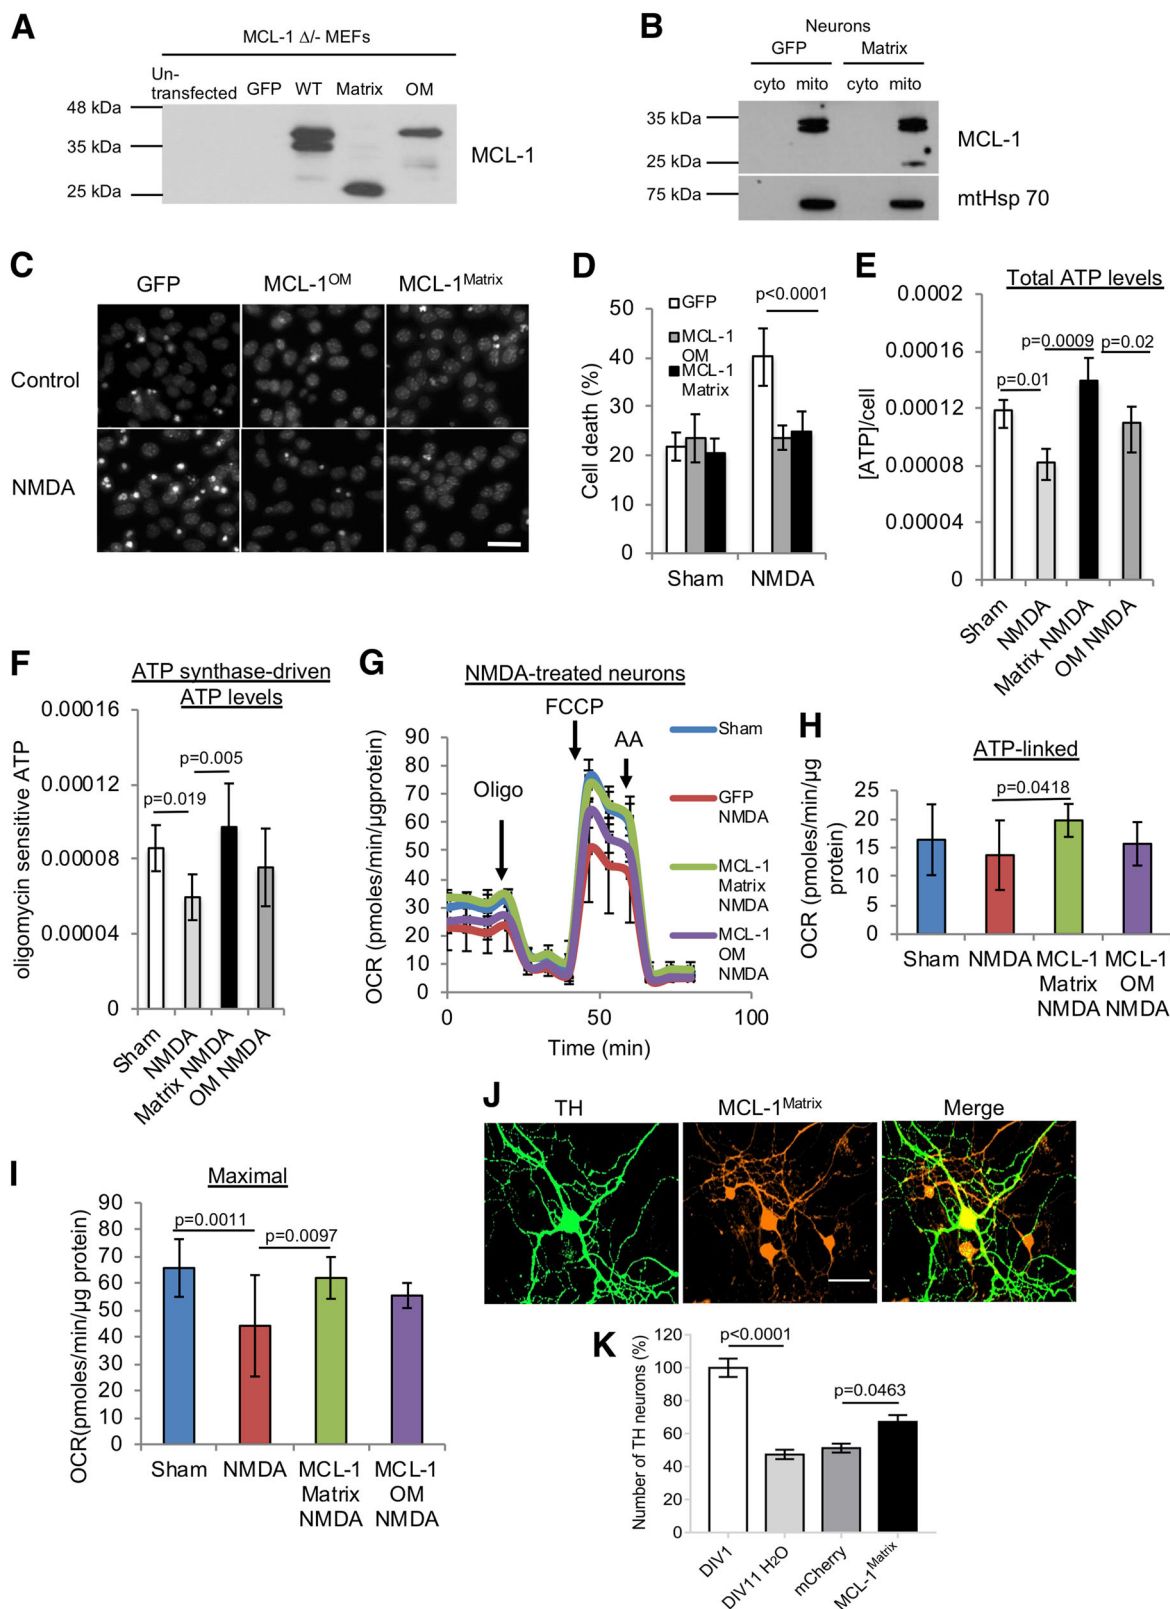 A
MCL-1 Δ/- MEFs
Un-
transfected GFP WT Matrix OM
48 kDa
35 kDa
25 kDa
MCL-1
B
Neurons
GFP Matrix
cyto mito cyto mito
35 kDa
25 kDa
75 kDa
MCL-1
mtHsp 70
C
GFP MCL-1OM MCL-1Matrix
Control
NMDA
D
p<0.0001
GFP
MCL-1
OM
MCL-1
Matrix
Cell death (%)
50
40
30
20
10
0
Sham NMDA
E
Total ATP levels
[ATP]/cell
0.0002
0.00016
0.00012
0.00008
0.00004
0
p=0.01
p=0.0009
p=0.02
Sham
NMDA
Matrix NMDA
OM NMDA
F
ATP synthase-driven
ATP levels
oligomycin sensitive ATP
0.00016
0.00012
0.00008
0.00004
0
p=0.019
p=0.005
Sham
NMDA
Matrix NMDA
OM NMDA
G
NMDA-treated neurons
FCCP
AA
Oligo
OCR (pmoles/min/µgprotein)
90
80
70
60
50
40
30
20
10
0
0 50 100
Time (min)
Sham
GFP
NMDA
MCL-1
Matrix
NMDA
MCL-1
OM
NMDA
H
ATP-linked
OCR (pmoles/min/µg
protein)
25
20
15
10
5
0
p=0.0418
Sham NMDA MCL-1 MCL-1
Matrix OM
NMDA NMDA
I
Maximal
OCR(pmoles/min/µg protein)
90
80
70
60
50
40
30
20
10
0
p=0.0011
p=0.0097
Sham NMDA MCL-1 MCL-1
Matrix OM
NMDA NMDA
J
TH MCL-1Matrix Merge
K
Number of TH neurons (%)
120
100
80
60
40
20
0
p<0.0001
p=0.0463
DIV1
DIV11 H2O
mCherry
MCL-1Matrix